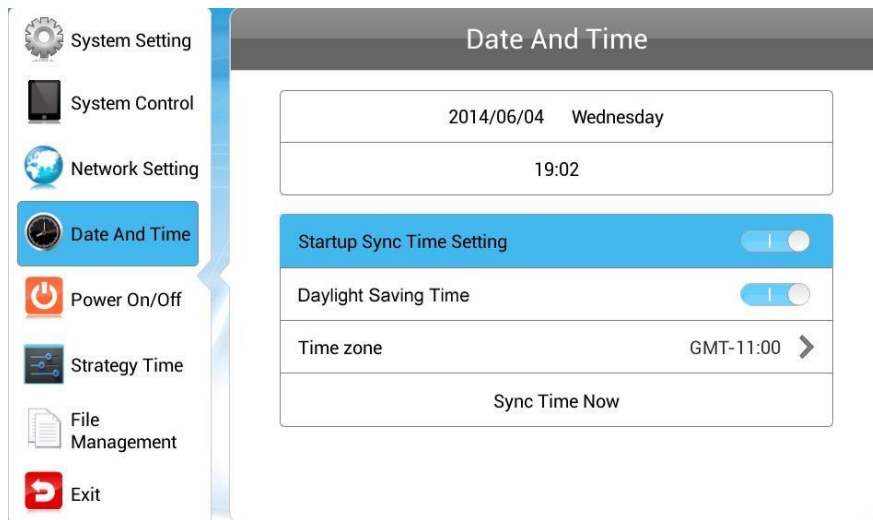 System Setting
System Control
Network Setting
Date And Time
Power On/Off
Strategy Time
File
Management
Exit
Date And Time
2014/06/04 Wednesday
19:02
Startup Sync Time Setting
Daylight Saving Time
Time zone GMT-11:00
Sync Time Now